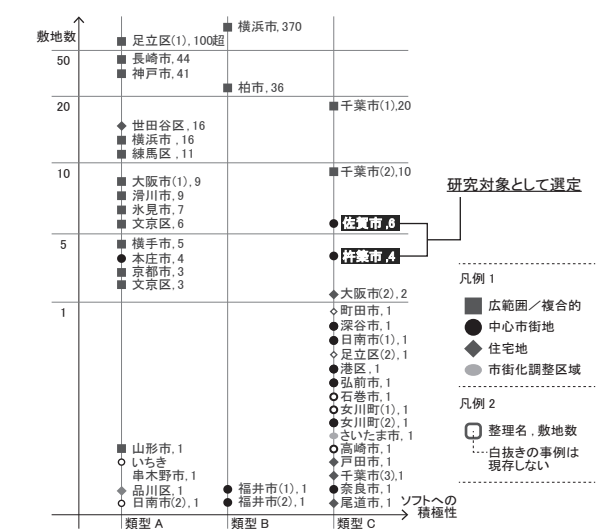 敷地数
横浜市,370
足立区(1),100超
50
長崎市,44
神戸市,41
柏市,36
20
千葉市(1),20
世田谷区,16
横浜市,16
練馬区,11
10
千葉市(2),10
大阪市(1),9
滑川市,9
氷見市,7
文京区,6
佐賀市,6
研究対象として選定
5
横手市,5
本庄市,4
京都市,3
文京区,3
杵築市,4
大阪市(2),2
1
町田市,1
深谷市,1
日南市(1),1
足立区(2),1
港区,1
弘前市,1
石巻市,1
女川町(1),1
女川町(2),1
さいたま市,1
高崎市,1
戸田市,1
千葉市(3),1
奈良市,1
尾道市,1
山形市,1
いちき
串木野市,1
品川区,1
日南市(2),1
福井市(1),1
福井市(2),1
ソフトへの
積極性
類型 A
類型 B
類型 C
凡例 1
広範囲／複合的
中心市街地
住宅地
市街化調整区域
凡例 2
整理名,敷地数
白抜きの事例は
現存しない